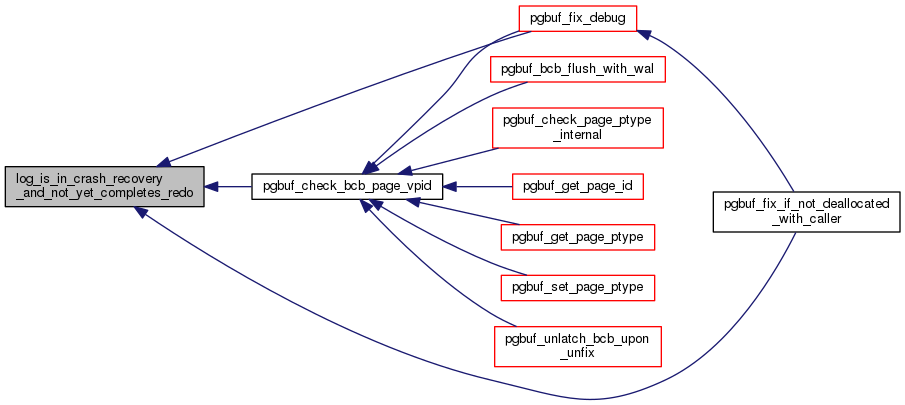 log_is_in_crash_recovery
_and_not_yet_completes_redo
pgbuf_check_bcb_page_vpid
pgbuf_fix_debug
pgbuf_bcb_flush_with_wal
pgbuf_check_page_ptype
_internal
pgbuf_get_page_id
pgbuf_get_page_ptype
pgbuf_set_page_ptype
pgbuf_unlatch_bcb_upon
_unfix
pgbuf_fix_if_not_deallocated
_with_caller